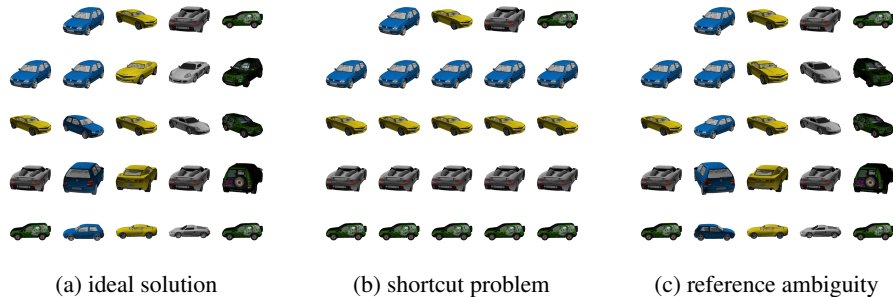 (a) ideal solution
(b) shortcut problem
(c) reference ambiguity